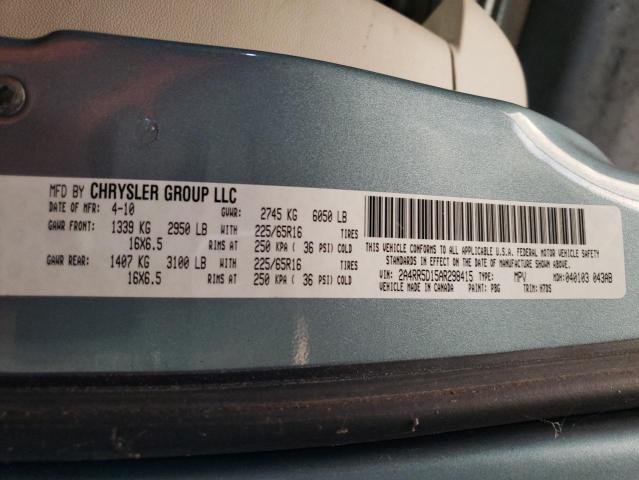 MFD BY CHRYSLER GROUP LLC
DATE OF MFR: 4-10 GVWR: 2745 KG 6050 LB
GAWR FRONT: 1339 KG 2950 LB WITH 225/65R16 TIRES
16X6.5 RIMS AT 250 KPA ( 36 PSI) COLD
GAWR REAR: 1407 KG 3100 LB WITH 225/65R16 TIRES
16X6.5 RIMS AT 250 KPA ( 36 PSI) COLD
THIS VEHICLE CONFORMS TO ALL APPLICABLE U.S.A. FEDERAL MOTOR VEHICLE SAFETY
STANDARDS IN EFFECT ON THE DATE OF MANUFACTURE SHOWN ABOVE.
VIN: 2A4RR5D15AR298415 TYPE: MPV MDH:040103 043AB
VEHICLE MADE IN CANADA PAINT: PBG TRIM: H7D5